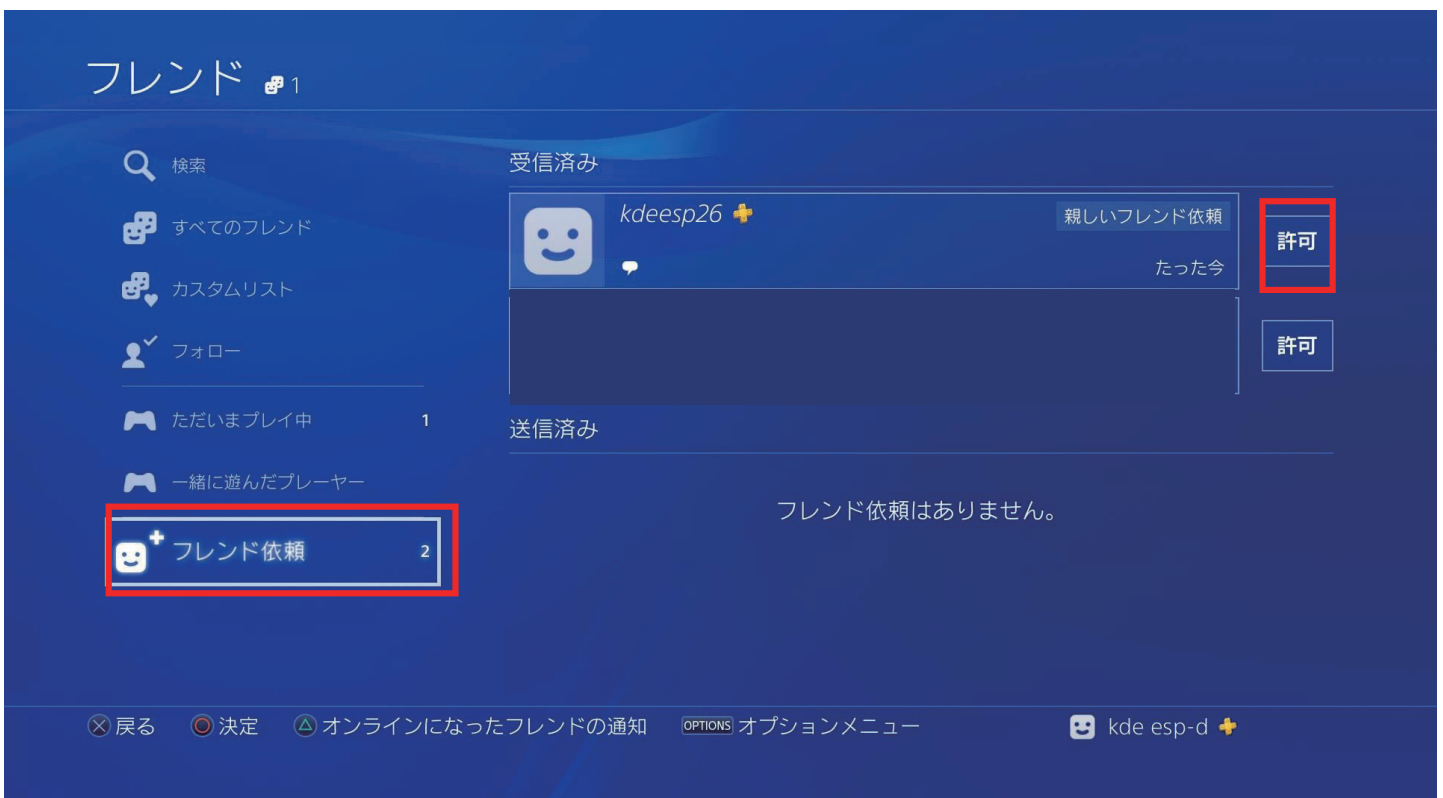 フレンド 1
検索
すべてのフレンド
カスタムリスト
フォロー
ただいまプレイ中 1
一緒に遊んだプレーヤー
フレンド依頼 2
受信済み
kdeesp26
親しいフレンド依頼
たった今
許可
許可
送信済み
フレンド依頼はありません。
戻る 決定 オンラインになったフレンドの通知 OPTIONS オプションメニュー kde esp-d